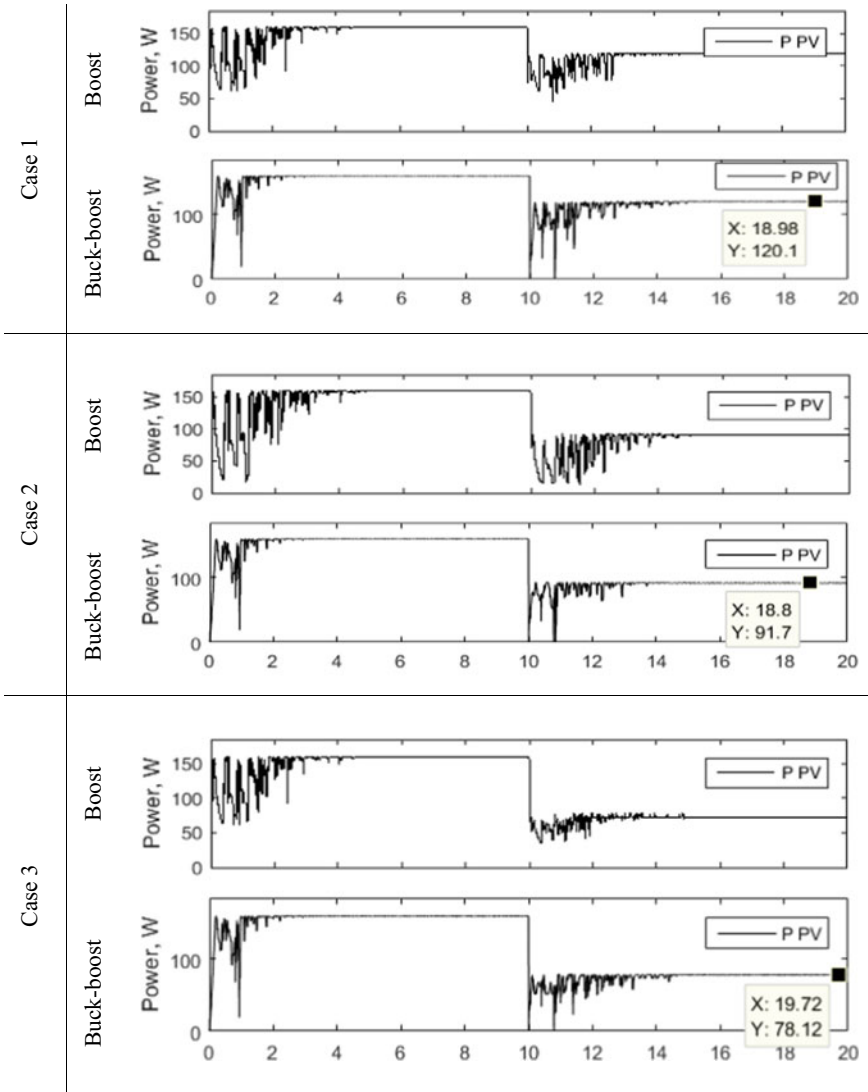 Case 1
Boost
Power, W
150
100
50
0
P PV
Buck-boost
Power, W
100
0
P PV
X: 18.98
Y: 120.1
0 2 4 6 8 10 12 14 16 18 20
Case 2
Boost
Power, W
150
100
50
0
P PV
Buck-boost
Power, W
100
0
P PV
X: 18.8
Y: 91.7
0 2 4 6 8 10 12 14 16 18 20
Case 3
Boost
Power, W
150
100
50
0
P PV
Buck-boost
Power, W
100
0
P PV
X: 19.72
Y: 78.12
0 2 4 6 8 10 12 14 16 18 20